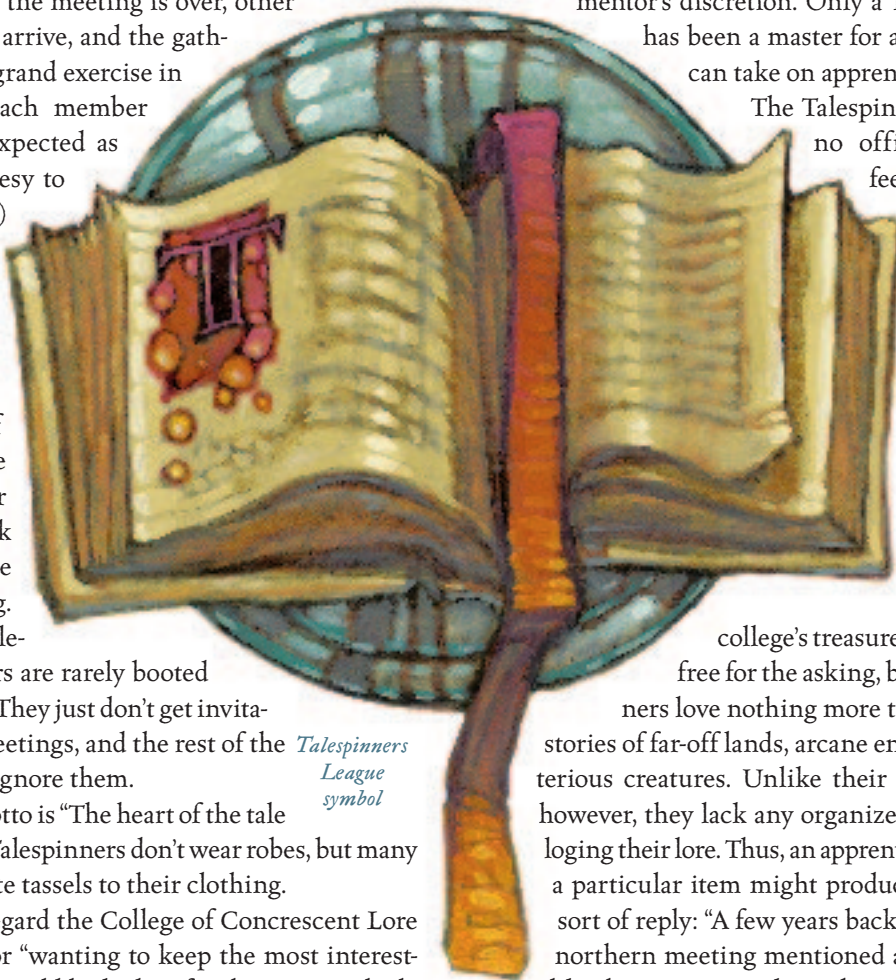 the meeting is over, other
arrive, and the gath-
grand exercise in
ach member
xpected as
esy to
)
T
f
e
r
k
e
g.
le-
rs are rarely booted
They just don't get invita-
eetings, and the rest of the
gnore them.
otto is “The heart of the tale
Talespinners don't wear robes, but many
te tassels to their clothing.
egard the College of Concrescent Lore
or “wanting to keep the most interest-
Talespinners
League
symbol
mentor's discretion. Only a
has been a master for a
can take on appren
The Talespin
no offi
fee
college's treasure
free for the asking, b
ners love nothing more t
stories of far-off lands, arcane en
terious creatures. Unlike their
however, they lack any organize
loging their lore. Thus, an apprent
a particular item might produc
sort of reply: “A few years back
northern meeting mentioned